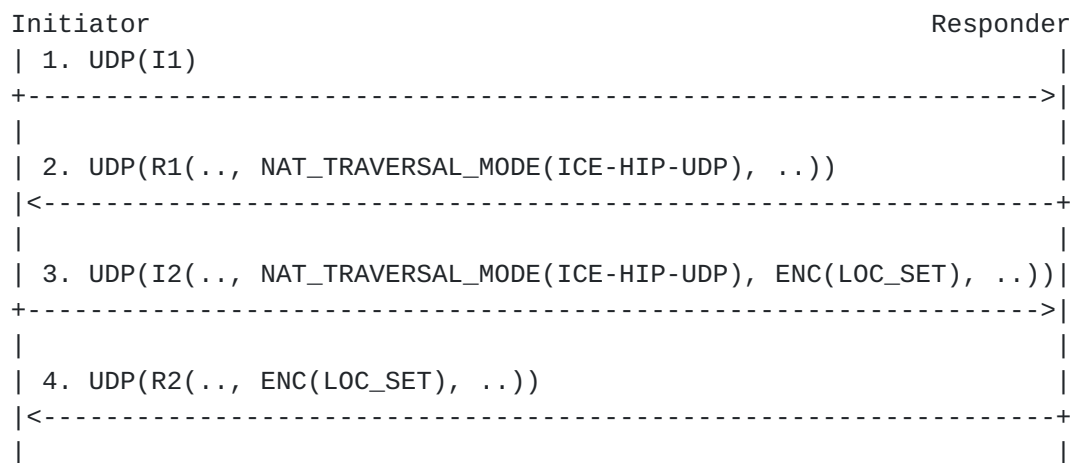 Initiator                                                  Responder
| 1. UDP(I1)                                                       |
+----------------------------------------------------------------->|
|                                                                  |
| 2. UDP(R1(.., NAT_TRAVERSAL_MODE(ICE-HIP-UDP), ..))              |
|<-----------------------------------------------------------------+
|                                                                  |
| 3. UDP(I2(.., NAT_TRAVERSAL_MODE(ICE-HIP-UDP), ENC(LOC_SET), ..))|
+----------------------------------------------------------------->|
|                                                                  |
| 4. UDP(R2(.., ENC(LOC_SET), ..))                                 |
|<-----------------------------------------------------------------+
|                                                                  |